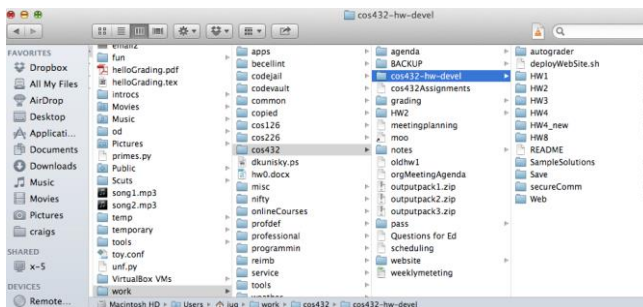 cos432-hw-devel
FAVORITES
Dropbox
All My Files
AirDrop
Desktop
Applicati...
Documents
Downloads
Music
Movies
Pictures
craigs
SHARED
x-5
DEVICES
Remote...
email2
fun
helloGrading.pdf
helloGrading.tex
introcs
Movies
Music
od
Pictures
primes.py
Public
Scuts
song1.mp3
song2.mp3
temp
temporary
tools
toy.conf
unf.py
VirtualBox VMs
work
apps
becellint
codejail
codevault
common
copied
cos126
cos226
cos432
dkunisky.ps
hw0.docx
misc
nifty
onlineCourses
profdef
professional
programmin
reimb
service
tools
agenda
BACKUP
cos432-hw-devel
cos432Assignments
grading
HW2
meetingplanning
moo
notes
oldhw1
orgMeetingAgenda
outputpack1.zip
outputpack2.zip
outputpack3.zip
pass
Questions for Ed
scheduling
website
weeklymeteting
autograder
deployWebSite.sh
HW1
HW2
HW3
HW4
HW4_new
HW8
README
SampleSolutions
Save
secureComm
Web
Macintosh HD ▸ Users ▸ jug ▸ work ▸ cos432 ▸ cos432-hw-devel